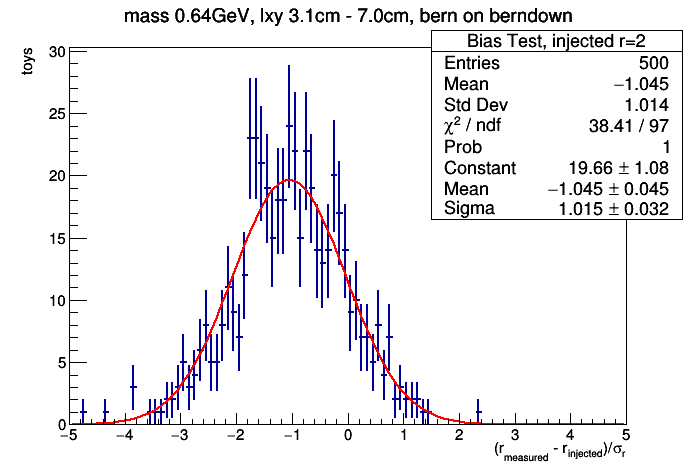 mass 0.64GeV, lxy 3.1cm - 7.0cm, bern on berndown
Bias Test, injected r=2
Entries 500
Mean −1.045
Std Dev 1.014
χ² / ndf 38.41 / 97
Prob 1
Constant 19.66 ± 1.08
Mean −1.045 ± 0.045
Sigma 1.015 ± 0.032
toys
30
25
20
15
10
5
0
−5 −4 −3 −2 −1 0 1 2 3 4 5
(r_measured - r_injected)/σ_r